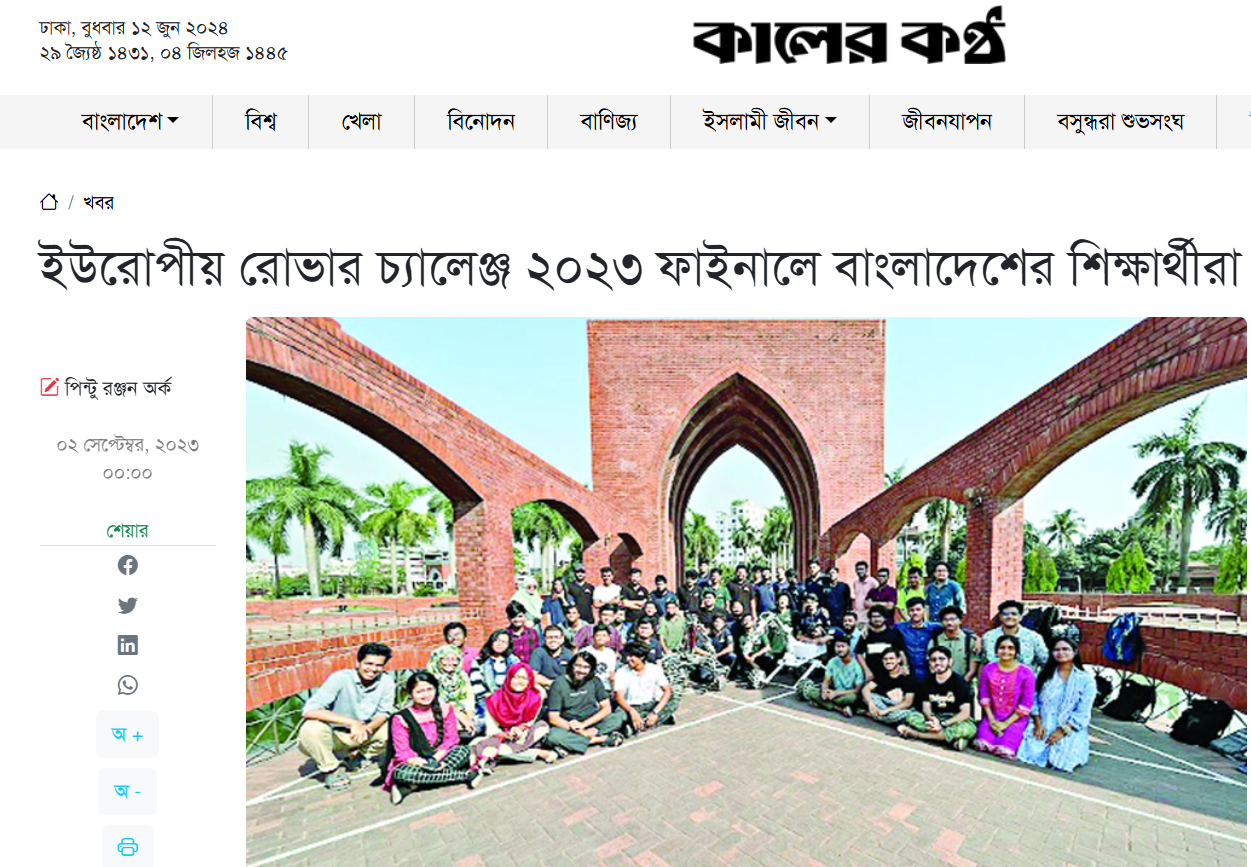 ঢাকা, বুধবার ১২ জুন ২০২৪
২৯ জ্যৈষ্ঠ ১৪৩১, ০৪ জিলহজ ১৪৪৫
কালের কণ্ঠ
বাংলাদেশ বিশ্ব খেলা বিনোদন বাণিজ্য ইসলামী জীবন জীবনযাপন বসুন্ধরা শুভসংঘ
/ খবর
ইউরোপীয় রোভার চ্যালেঞ্জ ২০২৩ ফাইনালে বাংলাদেশের শিক্ষার্থীরা
পিন্টু রঞ্জন অর্ক
০২ সেপ্টেম্বর, ২০২৩
০০:০০
শেয়ার
অ +
অ -